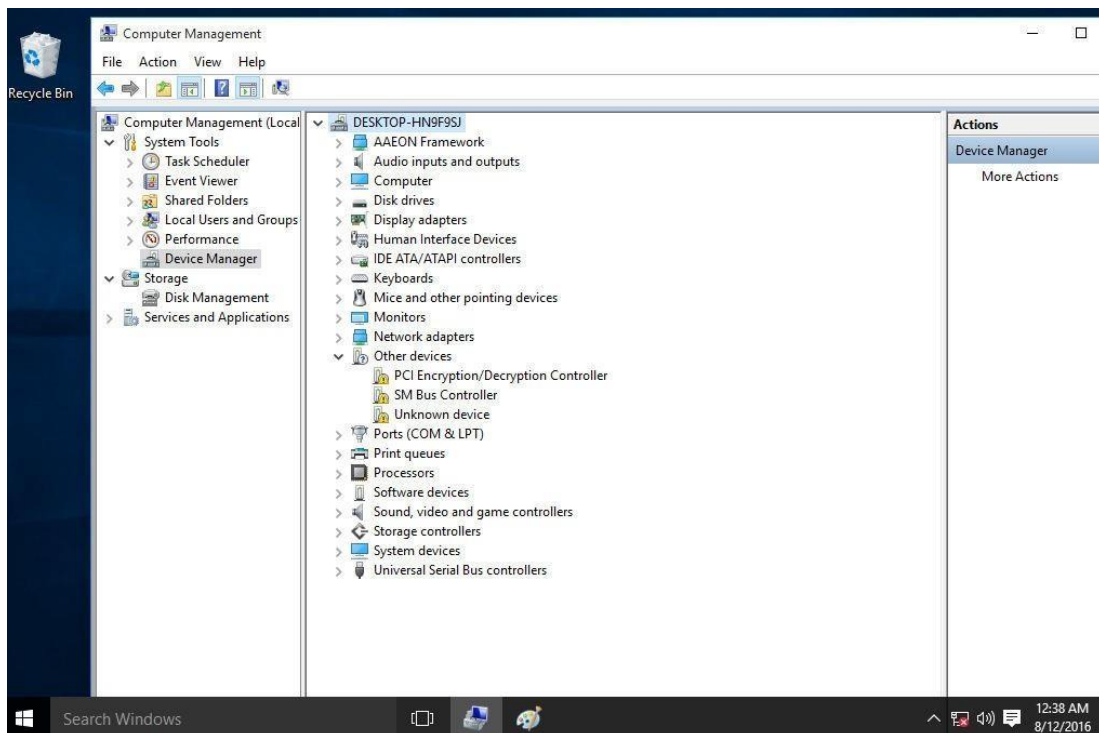 Recycle Bin
Computer Management
File Action View Help
Computer Management (Local
System Tools
Task Scheduler
Event Viewer
Shared Folders
Local Users and Groups
Performance
Device Manager
Storage
Disk Management
Services and Applications
DESKTOP-HN9F9SJ
AAEON Framework
Audio inputs and outputs
Computer
Disk drives
Display adapters
Human Interface Devices
IDE ATA/ATAPI controllers
Keyboards
Mice and other pointing devices
Monitors
Network adapters
Other devices
PCI Encryption/Decryption Controller
SM Bus Controller
Unknown device
Ports (COM & LPT)
Print queues
Processors
Software devices
Sound, video and game controllers
Storage controllers
System devices
Universal Serial Bus controllers
Actions
Device Manager
More Actions
Search Windows
12:38 AM
8/12/2016